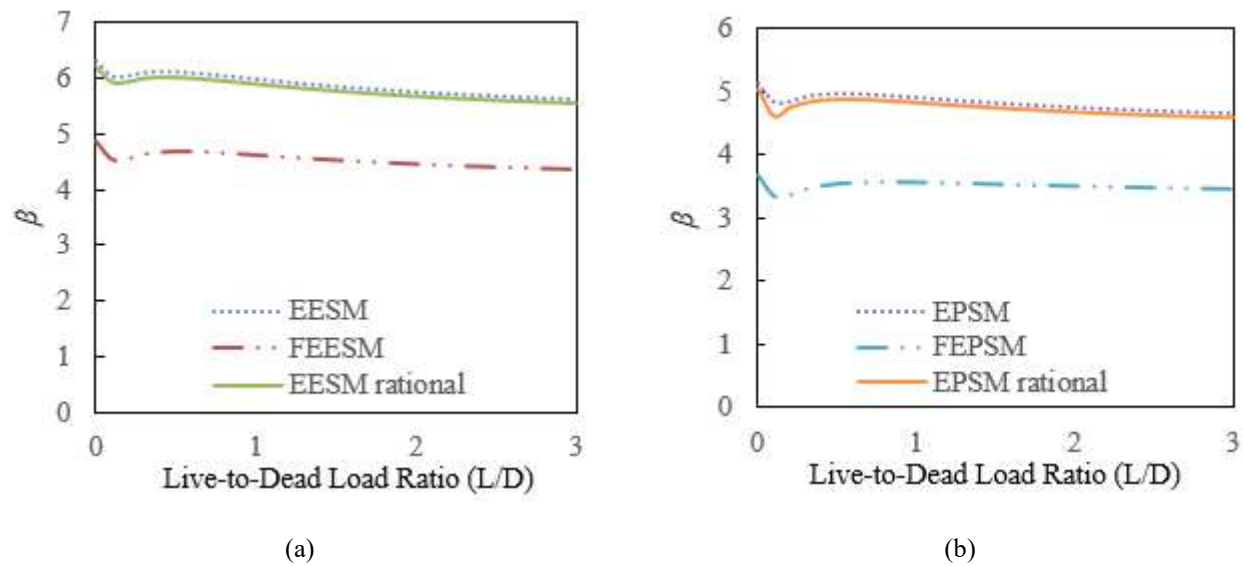 7
6
5
4
3
2
1
0
β
EESM
FEESM
EESM rational
0 1 2 3
Live-to-Dead Load Ratio (L/D)
(a)
6
5
4
3
2
1
0
β
EPSM
FEPSM
EPSM rational
0 1 2 3
Live-to-Dead Load Ratio (L/D)
(b)